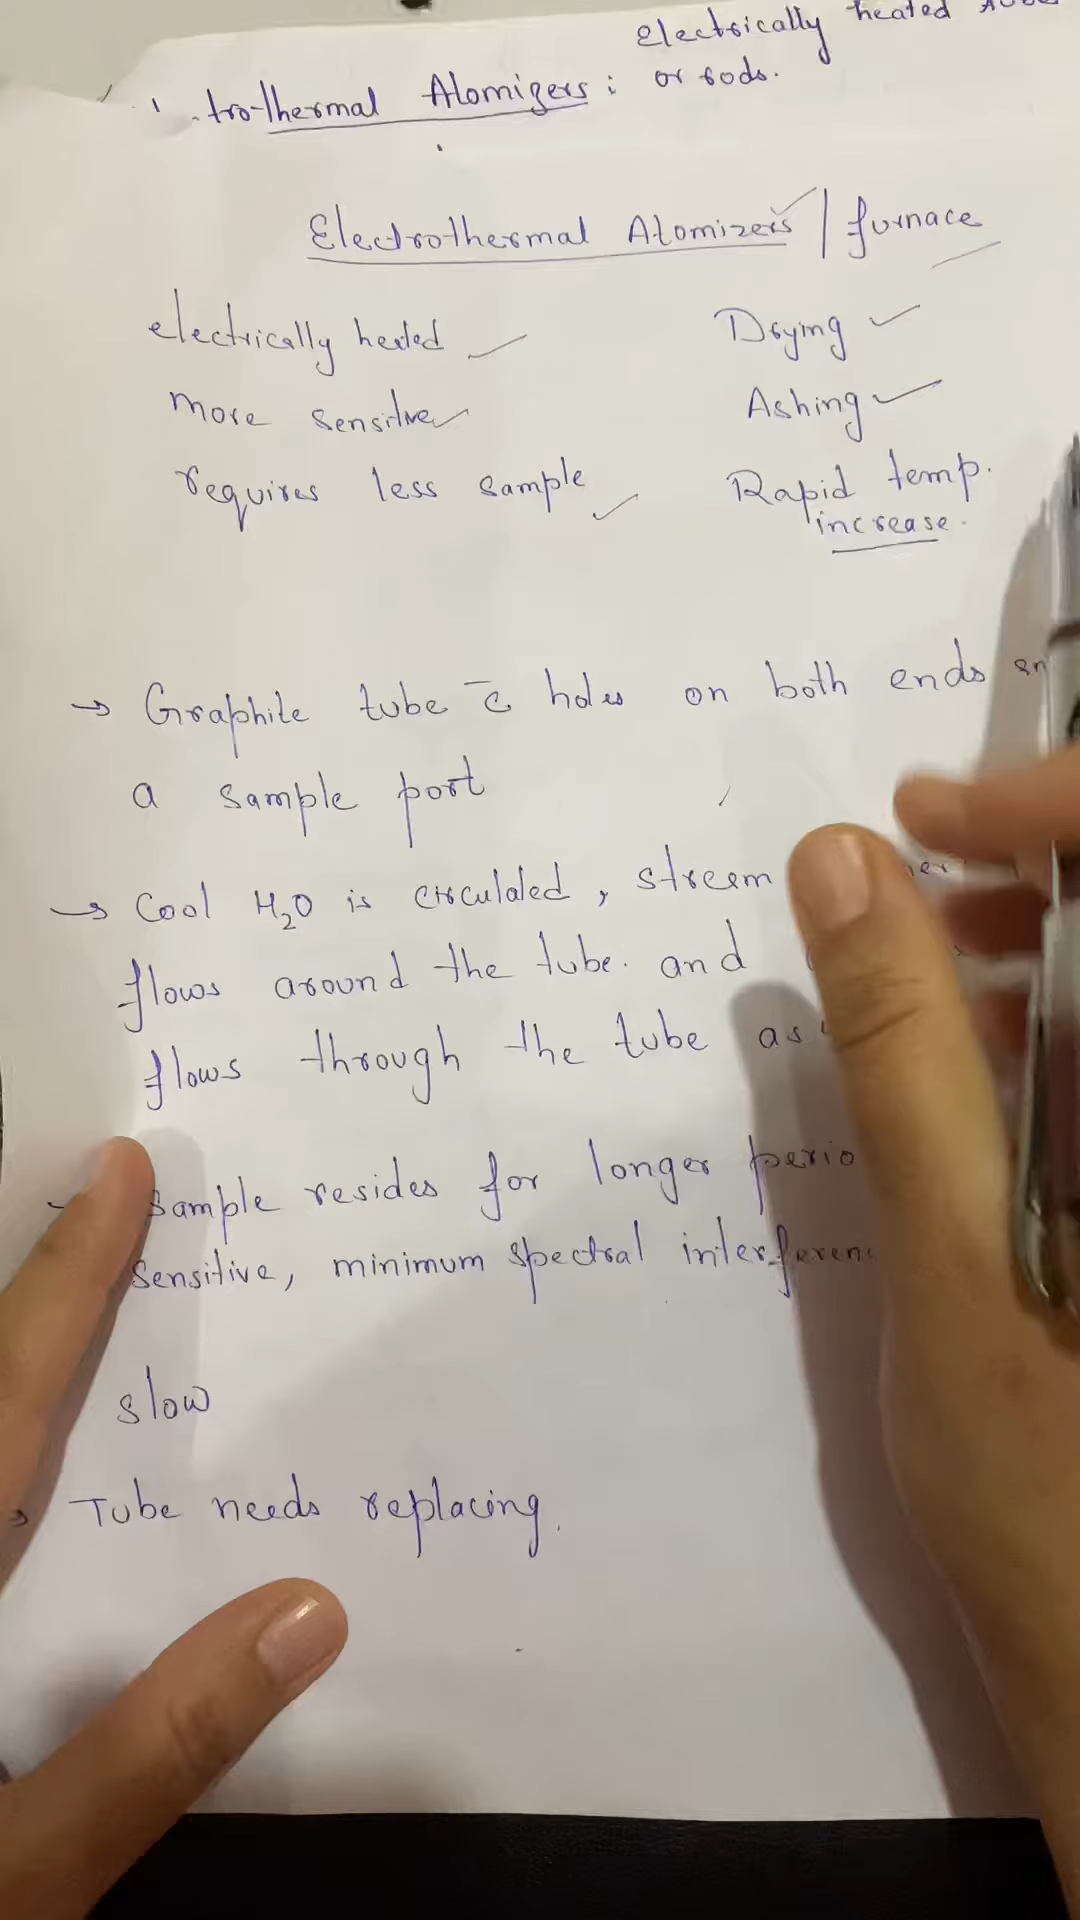 electrically heated
trothermal Atomizers: or rods.
Electrothermal Atomizers / furnace
electrically heated
Drying
more sensitive
Ashing
requires less sample
Rapid temp.
increase.
→ Graphite tube c̄ holes on both ends
a sample port
→ Cool H₂O is circulated, stream
flows around the tube. and
flows through the tube as
Sample resides for longer
sensitive, minimum spectral
slow
Tube needs replacing.